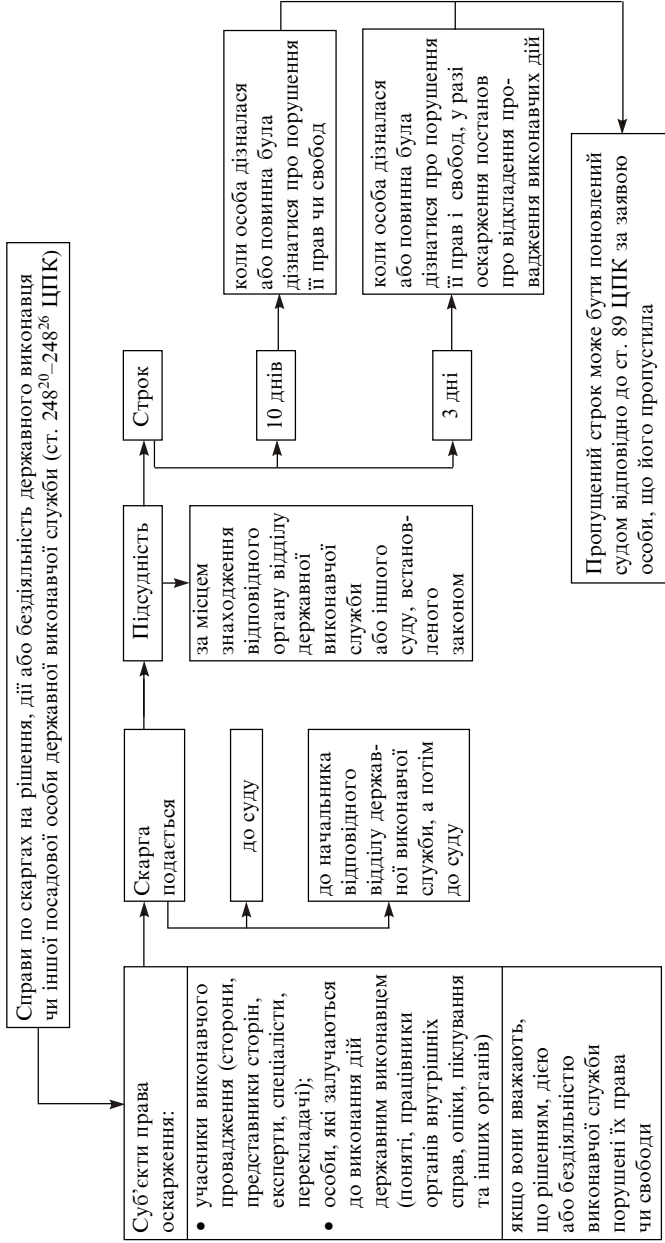 Справи по скаргах на рішення, дії або бездіяльність державного виконавця
чи іншої посадової особи державної виконавчої служби (ст. 248²⁰–248²⁶ ЦПК)
Суб’єкти права
оскарження:
• учасники виконавчого
провадження (сторони,
представники сторін,
експерти, спеціалісти,
перекладачі);
• особи, які залучаються
до виконання дій
державним виконавцем
(поняті, працівники
органів внутрішніх
справ, опіки, піклування
та інших органів)
якщо вони вважають,
що рішенням, дією
або бездіяльністю
виконавчої служби
порушені їх права
чи свободи
Скарга
подається
до суду
до начальника
відповідного
відділу держав-
ної виконавчої
служби, а потім
до суду
Підсудність
за місцем
знаходження
відповідного
органу відділу
державної
виконавчої
служби
або іншого
суду, встанов-
леного
законом
Строк
10 днів
коли особа дізналася
або повинна була
дізнатися про порушення
її прав чи свобод
3 дні
коли особа дізналася
або повинна була
дізнатися про порушення
її прав і свобод, у разі
оскарження постанов
про відкладення про-
вадження виконавчих дій
Пропущений строк може бути поновлений
судом відповідно до ст. 89 ЦПК за заявою
особи, що його пропустила